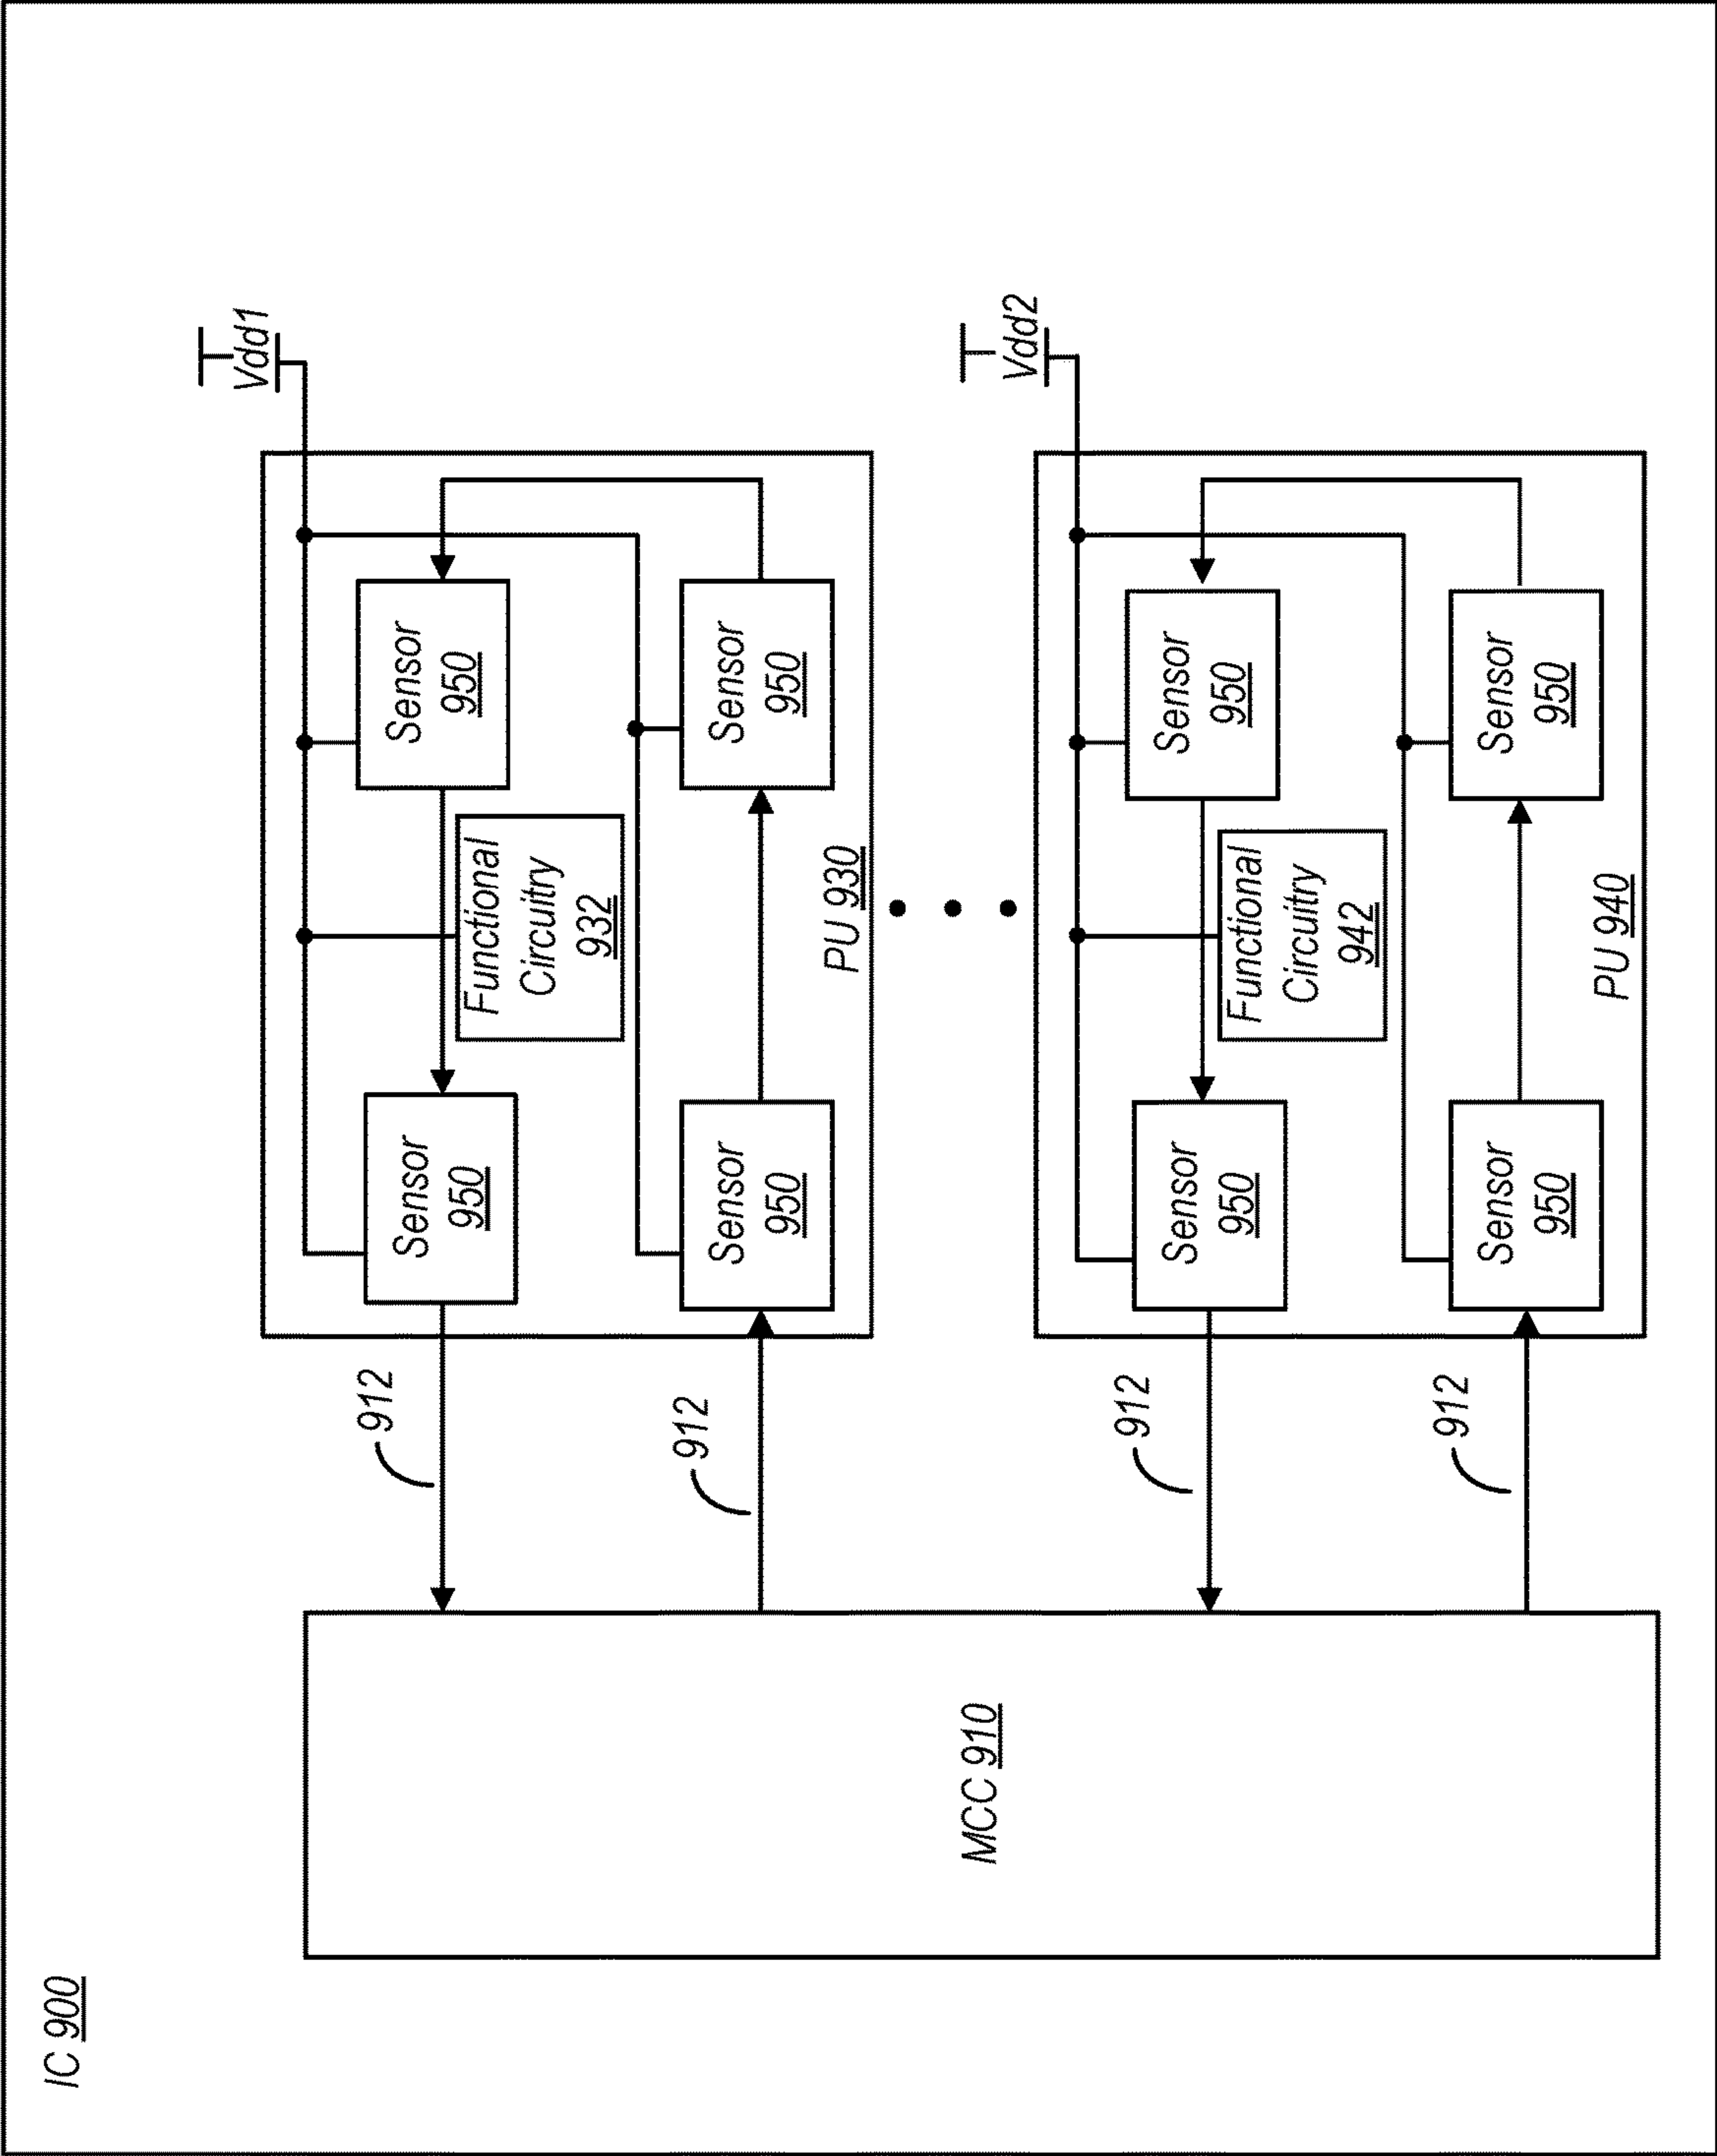 IC 900
Vdd1
912
Sensor
950
Sensor
950
Functional
Circuitry
932
912
Sensor
950
Sensor
950
PU 930
MCC 910
Vdd2
912
Sensor
950
Sensor
950
Functional
Circuitry
942
912
Sensor
950
Sensor
950
PU 940